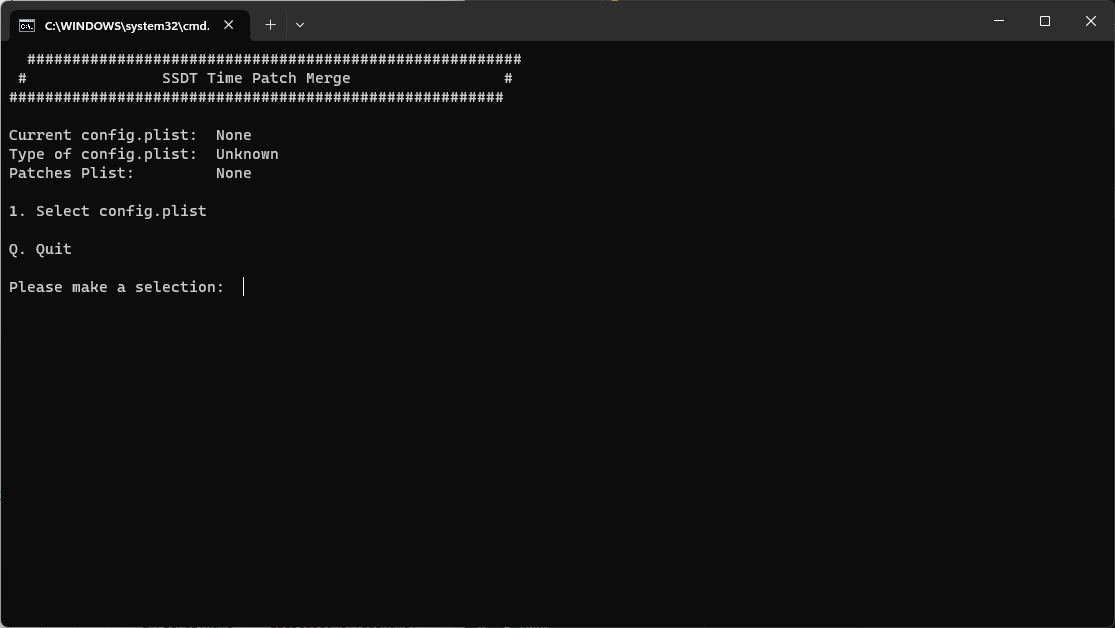 C:\WINDOWS\system32\cmd.
#######################################################
# SSDT Time Patch Merge #
#######################################################
Current config.plist: None
Type of config.plist: Unknown
Patches Plist: None
1. Select config.plist
Q. Quit
Please make a selection: